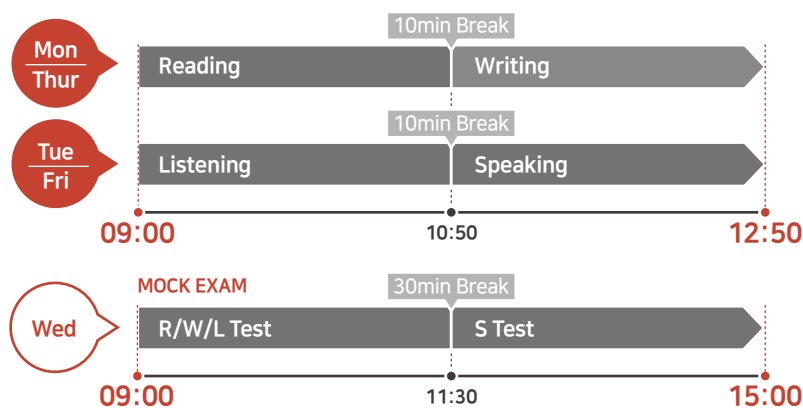 10min Break
Mon
Thur
Reading
Writing
10min Break
Tue
Fri
Listening
Speaking
09:00
10:50
12:50
MOCK EXAM
30min Break
Wed
R/W/L Test
S Test
09:00
11:30
15:00